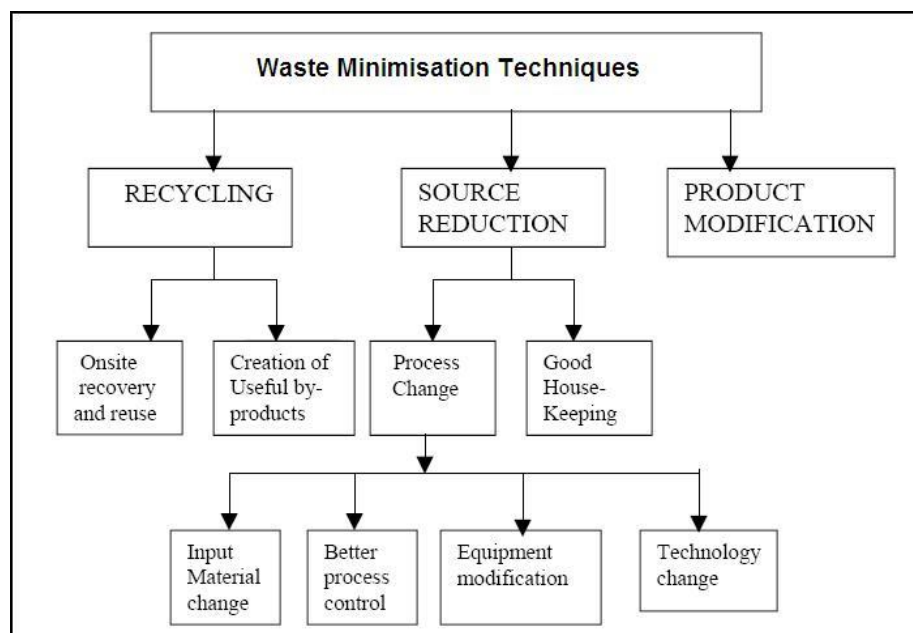 Waste Minimisation Techniques
RECYCLING
SOURCE
REDUCTION
PRODUCT
MODIFICATION
Onsite
recovery
and reuse
Creation of
Useful by-
products
Process
Change
Good
House-
Keeping
Input
Material
change
Better
process
control
Equipment
modification
Technology
change